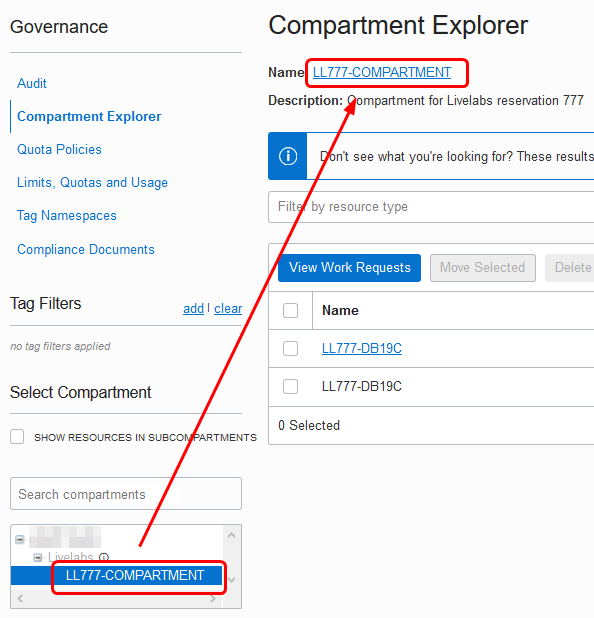 Governance
Audit
Compartment Explorer
Quota Policies
Limits, Quotas and Usage
Tag Namespaces
Compliance Documents
Tag Filters add | clear
no tag filters applied
Select Compartment
SHOW RESOURCES IN SUBCOMPARTMENTS
Search compartments
Livelabs
LL777-COMPARTMENT
Compartment Explorer
Name: LL777-COMPARTMENT
Description: Compartment for Livelabs reservation 777
Don't see what you're looking for? These results
Filter by resource type
View Work Requests Move Selected Delete
Name
LL777-DB19C
LL777-DB19C
0 Selected